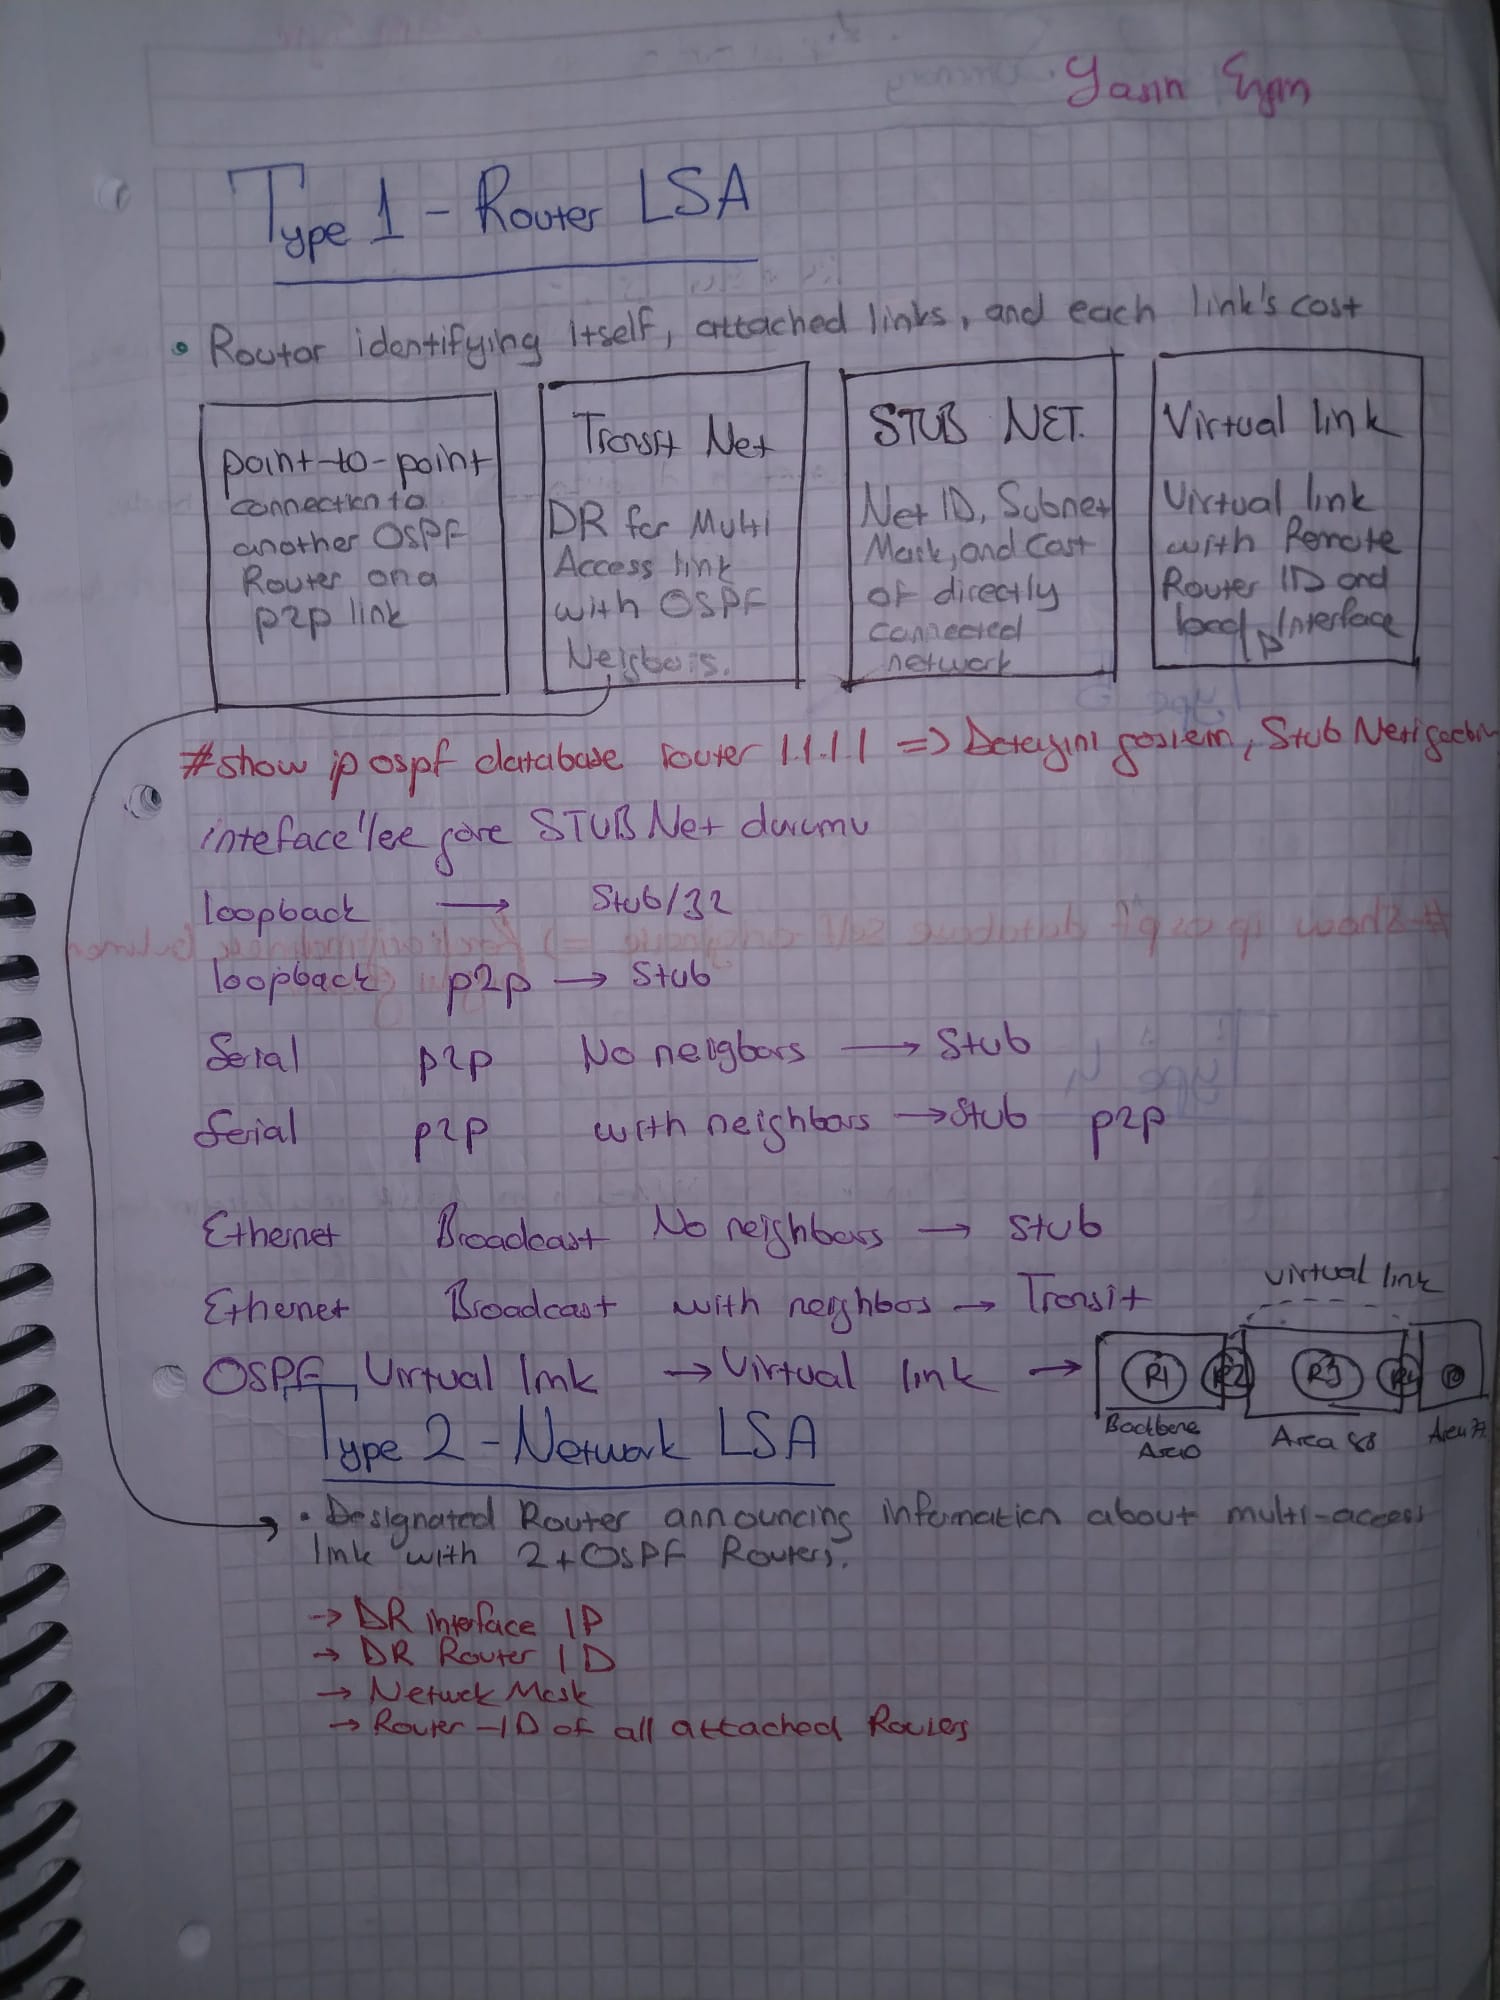 Yasin
Type 1 - Router LSA
• Routor identifying itself, attached links, and each link's cost
point-to-point
connection to
another OSPF
Router on a
p2p link
Transit Net
DR for Multi
Access link
with OSPF
Neigbors.
STUB NET.
Net ID, Subnet
Mask, and Cost
of directly
connected
network
Virtual link
Virtual link
with Remote
Router ID and
local Interface
IP
#show ip ospf database router 1.1.1.1 => Detayını gösterir, Stub Net'i
inteface'lere göre STUB Net durumu
loopback → Stub/32
loopback p2p → Stub
Serial p2p No neigbors → Stub
Serial p2p with neighbors → Stub p2p
Ethernet Broadcast No neighbors → Stub
Ethernet Broadcast with neighbos → Transit
virtual link
OSPF Virtual link → Virtual link →
R1 R2 R3 R4
Backbone
Area 0
Area 88
Area 77
Type 2 - Network LSA
• Designated Router announcing information about multi-access
link with 2+ OSPF Routers.
→ DR interface IP
→ DR Router ID
→ Network Mask
→ Router-ID of all attached Routers